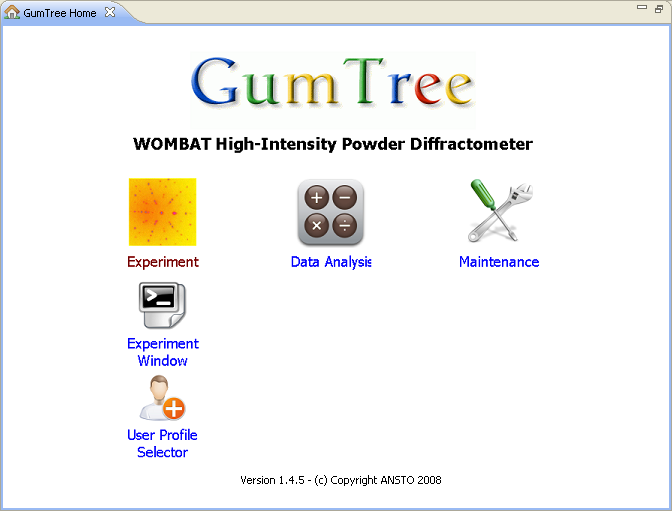 GumTree Home
GumTree
WOMBAT High-Intensity Powder Diffractometer
Experiment
Data Analysis
Maintenance
Experiment
Window
User Profile
Selector
Version 1.4.5 - (c) Copyright ANSTO 2008